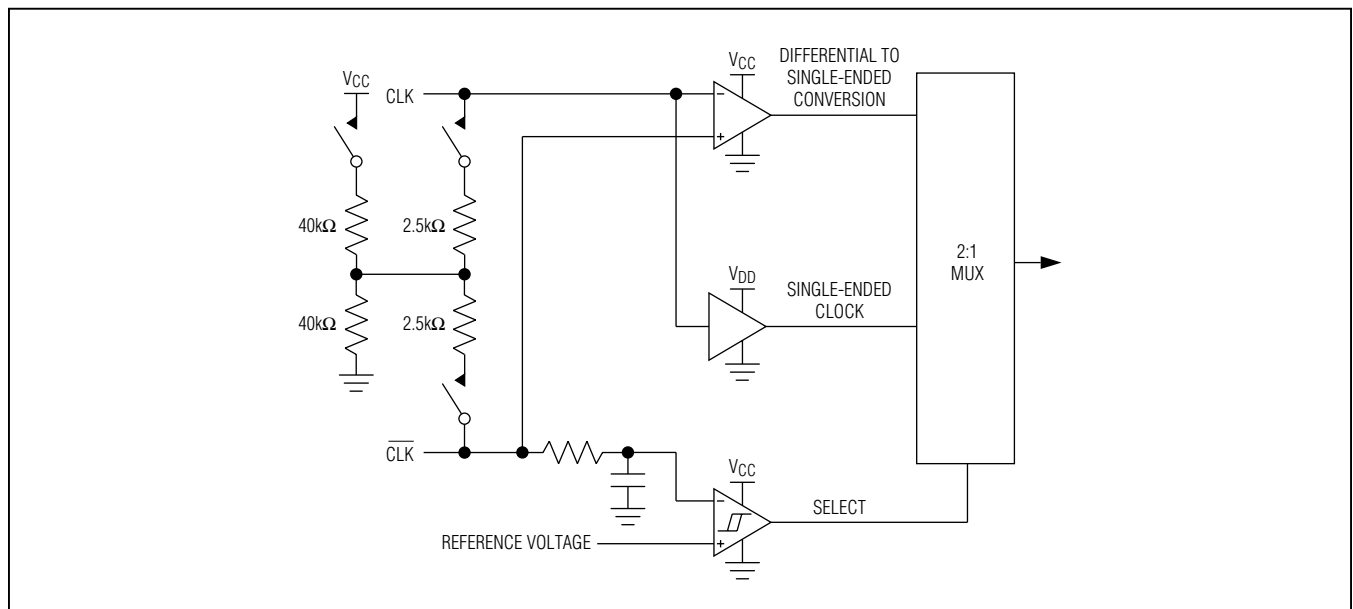 VCC
CLK
40kΩ
2.5kΩ
40kΩ
2.5kΩ
CLK
REFERENCE VOLTAGE
VCC
−
+
DIFFERENTIAL TO
SINGLE-ENDED
CONVERSION
VDD
SINGLE-ENDED
CLOCK
VCC
−
+
SELECT
2:1
MUX